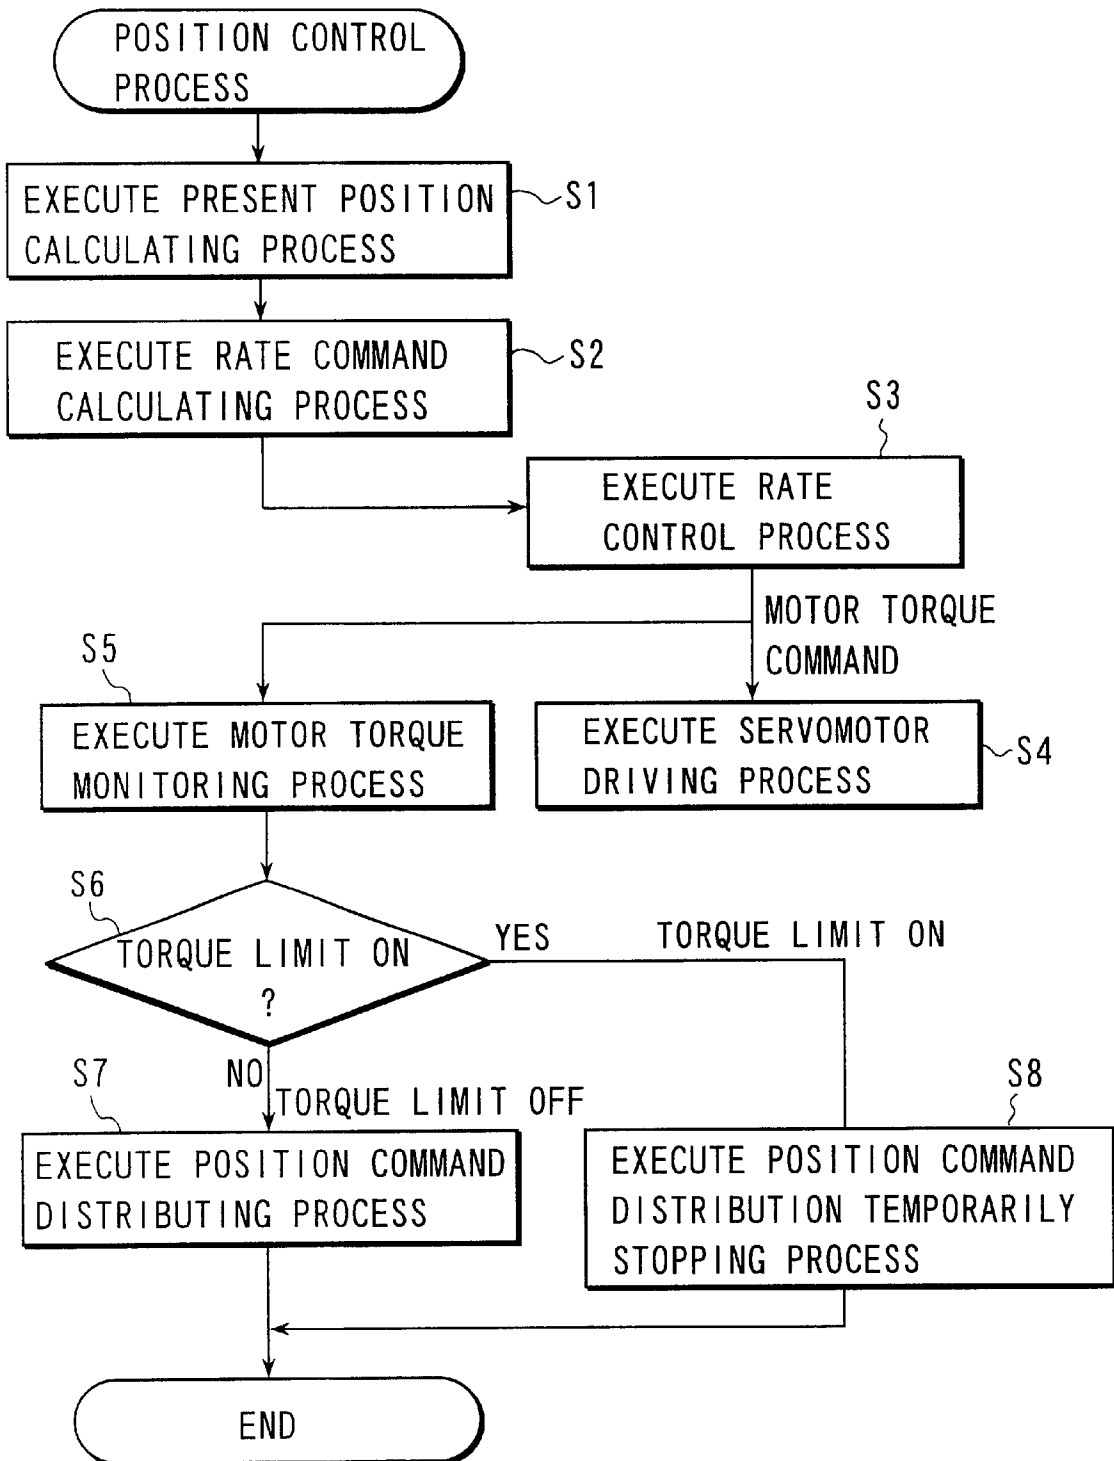 POSITION CONTROL
PROCESS
EXECUTE PRESENT POSITION
CALCULATING PROCESS
S1
EXECUTE RATE COMMAND
CALCULATING PROCESS
S2
S3
EXECUTE RATE
CONTROL PROCESS
MOTOR TORQUE
COMMAND
S5
EXECUTE MOTOR TORQUE
MONITORING PROCESS
EXECUTE SERVOMOTOR
DRIVING PROCESS
S4
S6
TORQUE LIMIT ON
?
YES
TORQUE LIMIT ON
NO
TORQUE LIMIT OFF
S7
EXECUTE POSITION COMMAND
DISTRIBUTING PROCESS
S8
EXECUTE POSITION COMMAND
DISTRIBUTION TEMPORARILY
STOPPING PROCESS
END